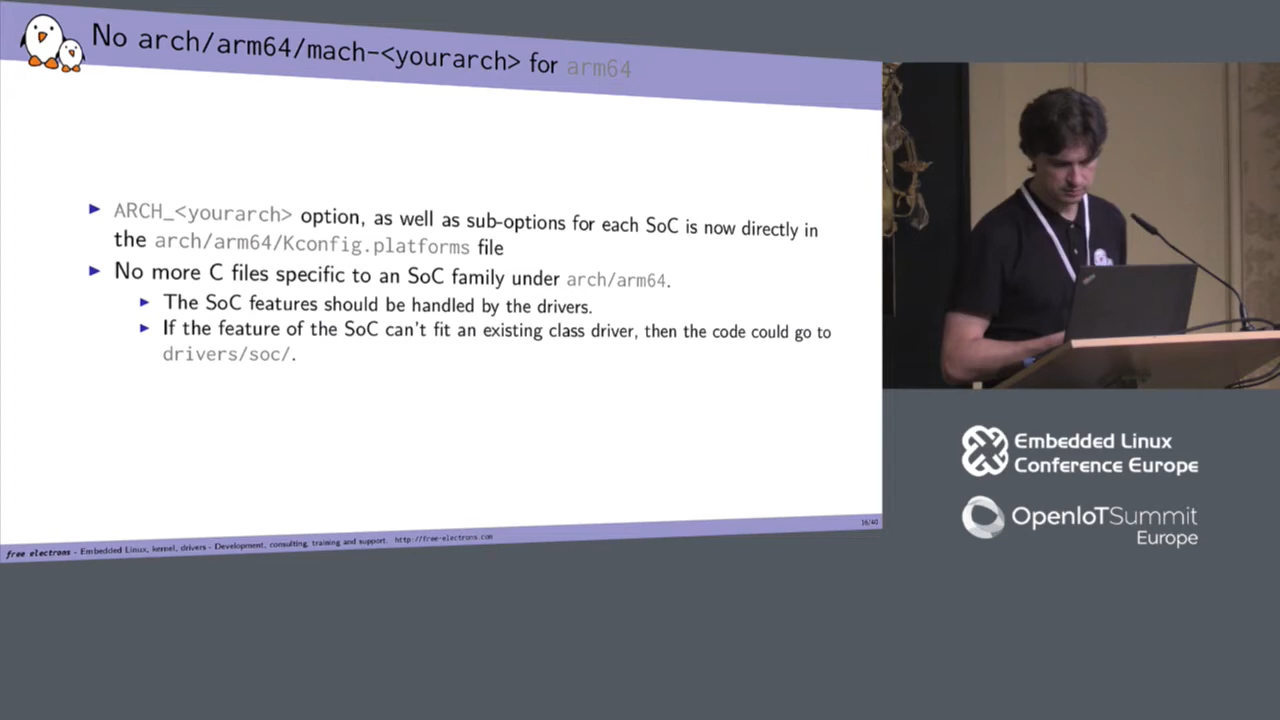 No arch/arm64/mach-<yourarch> for arm64
ARCH_<yourarch> option, as well as sub-options for each SoC is now directly in
the arch/arm64/Kconfig.platforms file
No more C files specific to an SoC family under arch/arm64.
The SoC features should be handled by the drivers.
If the feature of the SoC can't fit an existing class driver, then the code could go to
drivers/soc/.
16/40
free electrons - Embedded Linux, kernel, drivers - Development, consulting, training and support. http://free-electrons.com
Embedded Linux
Conference Europe
OpenIoTSummit
Europe